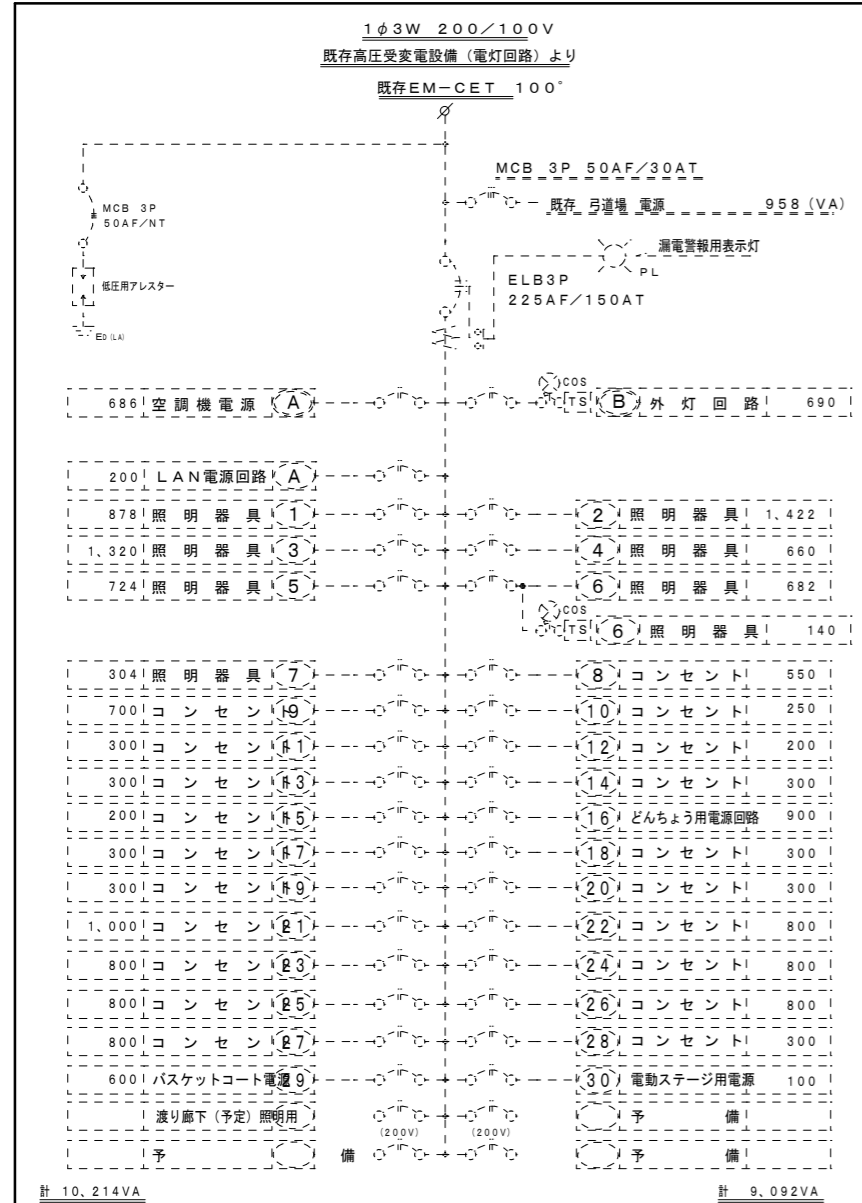 1φ3W 200/100V
既存高圧受変電設備（電灯回路）より
既存EM－CET 100°
MCB 3P 50AF/30AT
既存 弓道場 電源 958(VA)
MCB 3P
50AF/NT
漏電警報用表示灯
PL
ELB3P
225AF/150AT
低圧用アレスター
ED(LA)
COS
686 空調機電源 A TS B 外灯回路 690
200 LAN電源回路 A
878 照明器具 1 2 照明器具 1、422
1、320 照明器具 3 4 照明器具 660
724 照明器具 5 6 照明器具 682
COS
TS 6 照明器具 140
304 照明器具 7 8 コンセント 550
700 コンセント 9 10 コンセント 250
300 コンセント 11 12 コンセント 200
300 コンセント 13 14 コンセント 300
200 コンセント 15 16 どんちょう用電源回路 900
300 コンセント 17 18 コンセント 300
300 コンセント 19 20 コンセント 300
1、000 コンセント 21 22 コンセント 800
800 コンセント 23 24 コンセント 800
800 コンセント 25 26 コンセント 800
800 コンセント 27 28 コンセント 300
600 バスケットコート電源 29 30 電動ステージ用電源 100
渡り廊下（予定）照明用 予備
(200V) (200V)
予備 予備
計 10、214VA 計 9、092VA